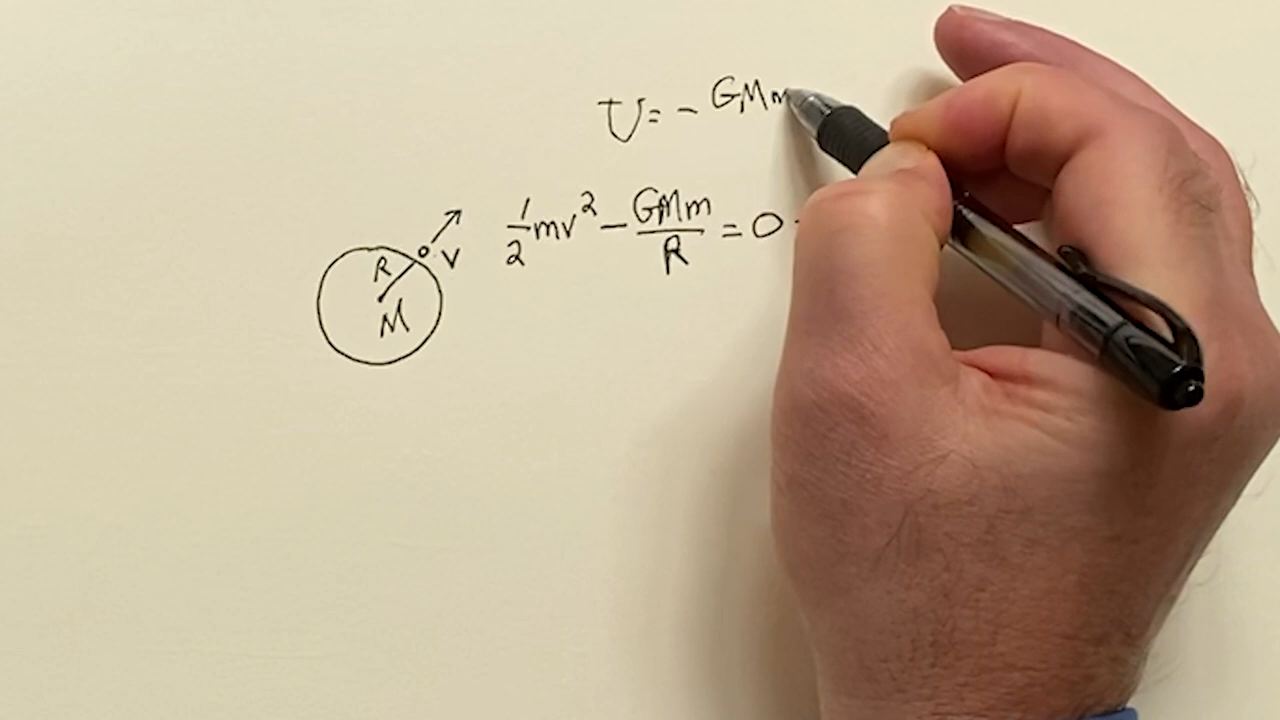 U = - GMm
1/2 mv² - GMm/R = 0
R
V
M